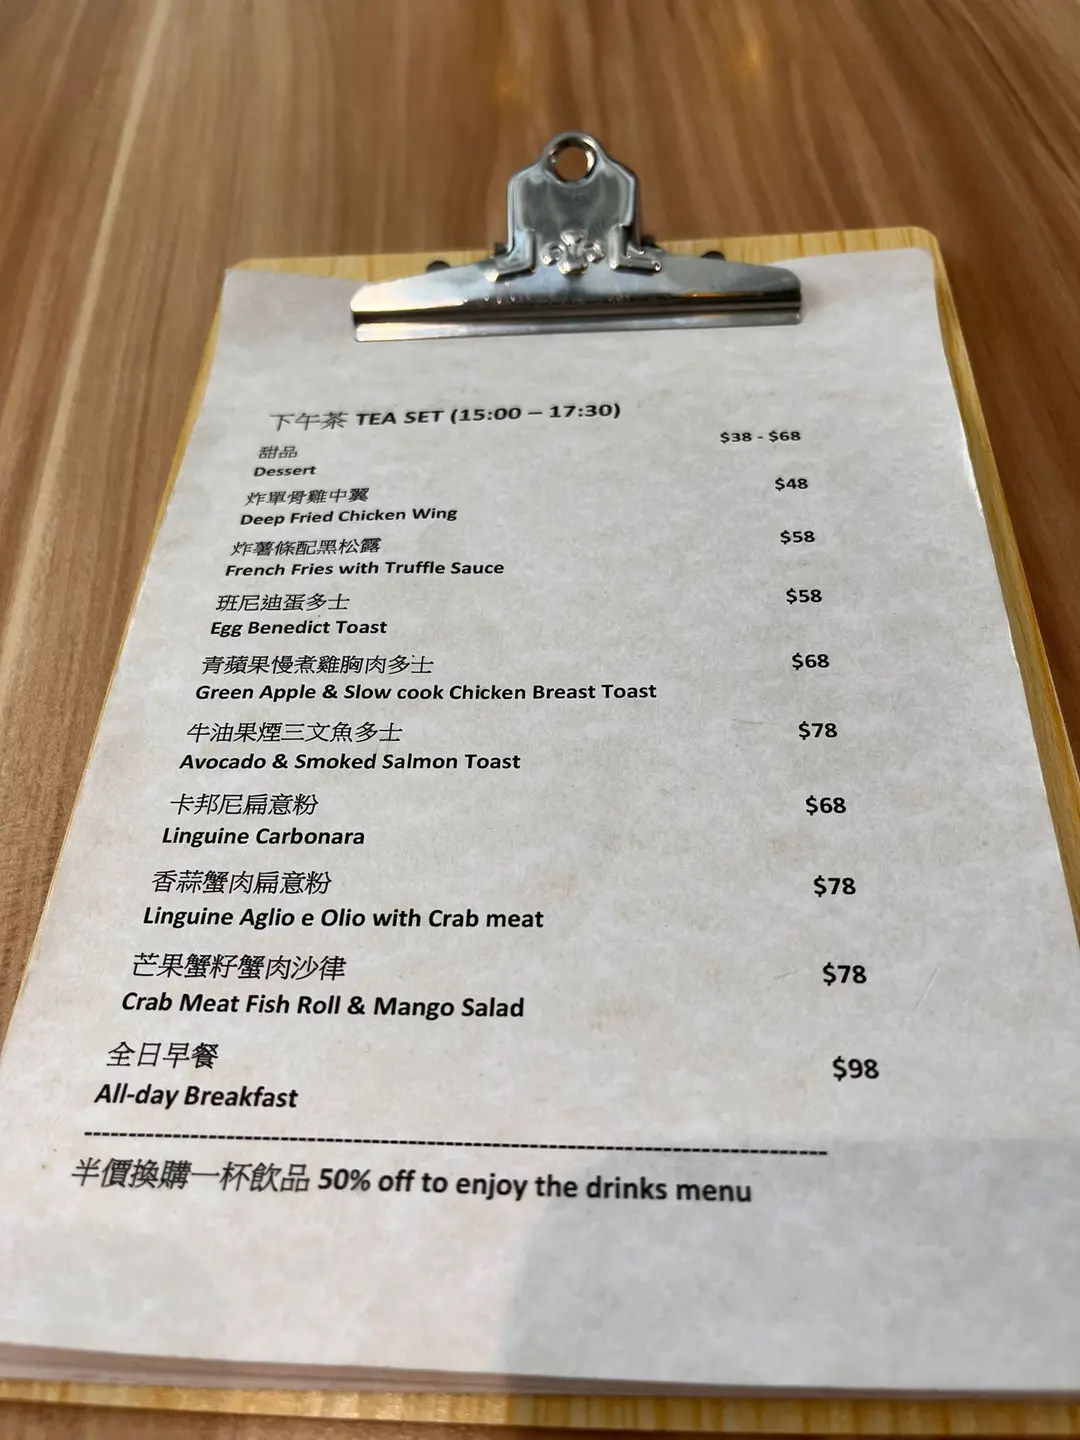 下午茶 TEA SET (15:00 – 17:30)
甜品 $38 - $68
Dessert
炸單骨雞中翼 $48
Deep Fried Chicken Wing
炸薯條配黑松露 $58
French Fries with Truffle Sauce
班尼迪蛋多士 $58
Egg Benedict Toast
青蘋果慢煮雞胸肉多士 $68
Green Apple & Slow cook Chicken Breast Toast
牛油果煙三文魚多士 $78
Avocado & Smoked Salmon Toast
卡邦尼扁意粉 $68
Linguine Carbonara
香蒜蟹肉扁意粉 $78
Linguine Aglio e Olio with Crab meat
芒果蟹籽蟹肉沙律 $78
Crab Meat Fish Roll & Mango Salad
全日早餐 $98
All-day Breakfast
半價換購一杯飲品 50% off to enjoy the drinks menu